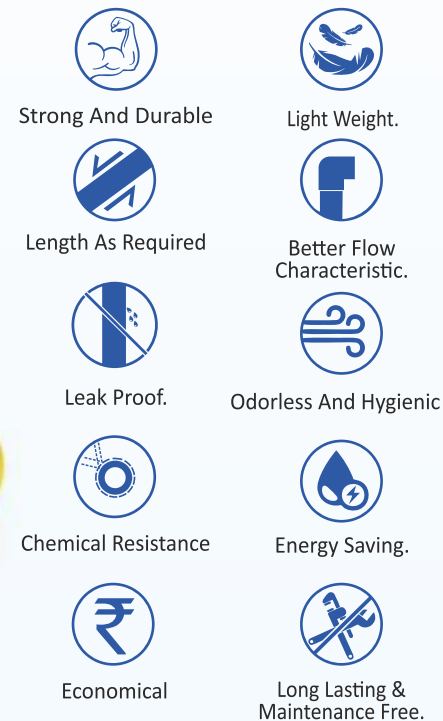 Strong And Durable
Light Weight.
Length As Required
Better Flow
Characteristic.
Leak Proof.
Odorless And Hygienic
Chemical Resistance
Energy Saving.
₹
Economical
Long Lasting &
Maintenance Free.